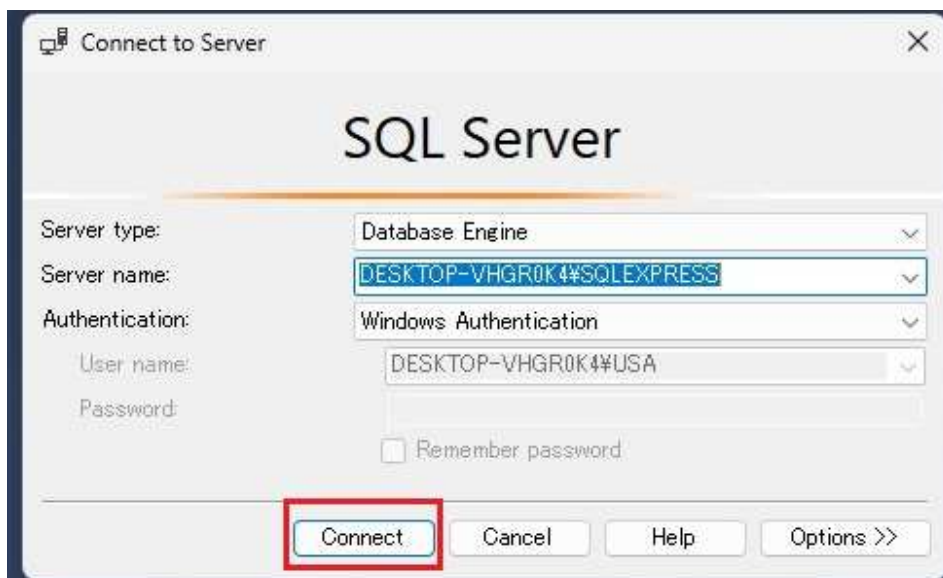 Connect to Server
SQL Server
Server type: Database Engine
Server name: DESKTOP-VHGR0K4¥SQLEXPRESS
Authentication: Windows Authentication
User name: DESKTOP-VHGR0K4¥USA
Password:
Remember password
Connect Cancel Help Options >>